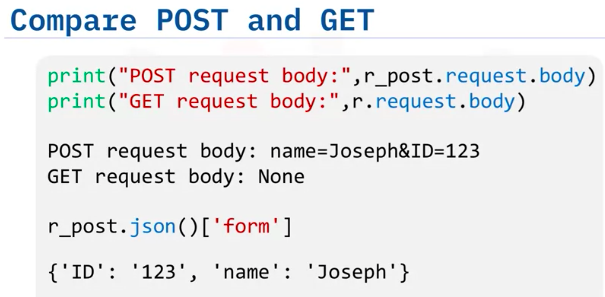 Compare POST and GET
print("POST request body:",r_post.request.body)
print("GET request body:",r.request.body)
POST request body: name=Joseph&ID=123
GET request body: None
r_post.json()['form']
{'ID': '123', 'name': 'Joseph'}